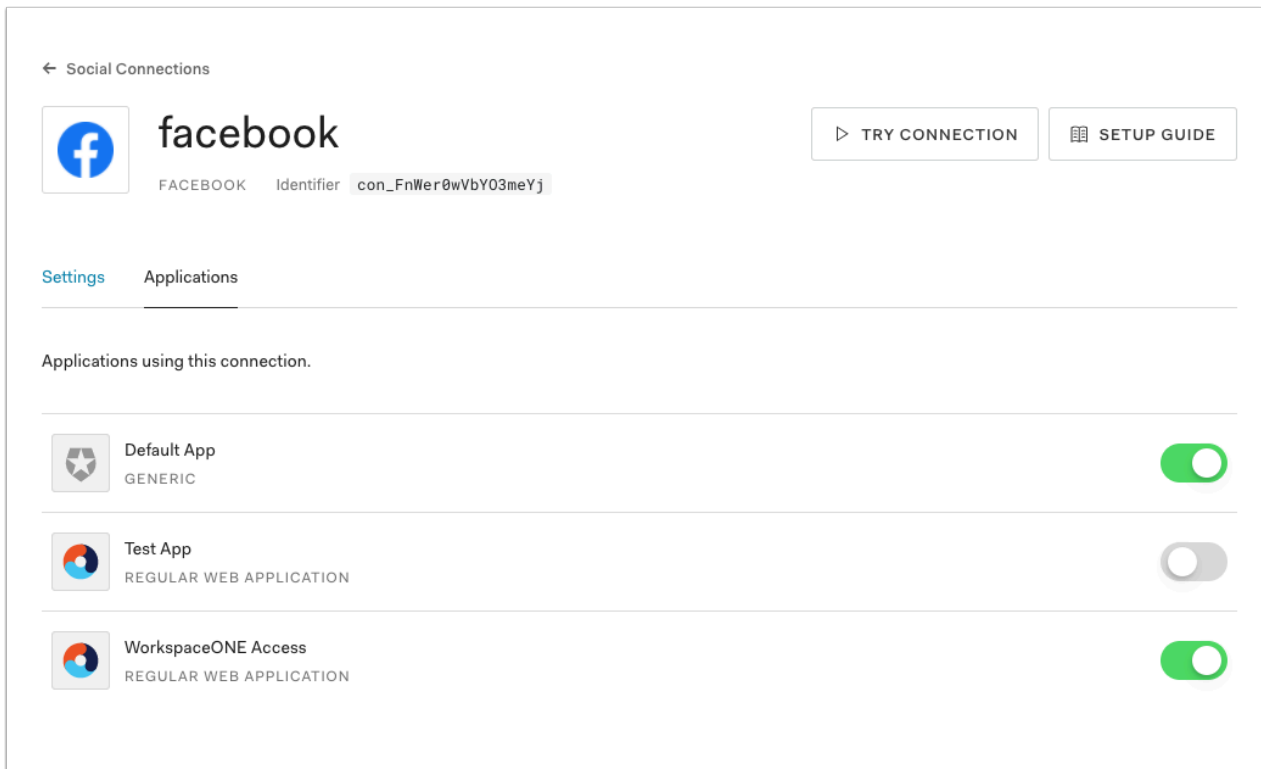 ← Social Connections
facebook
TRY CONNECTION
SETUP GUIDE
FACEBOOK Identifier con_FnWer0wVbYO3meYj
Settings Applications
Applications using this connection.
Default App
GENERIC
Test App
REGULAR WEB APPLICATION
WorkspaceONE Access
REGULAR WEB APPLICATION